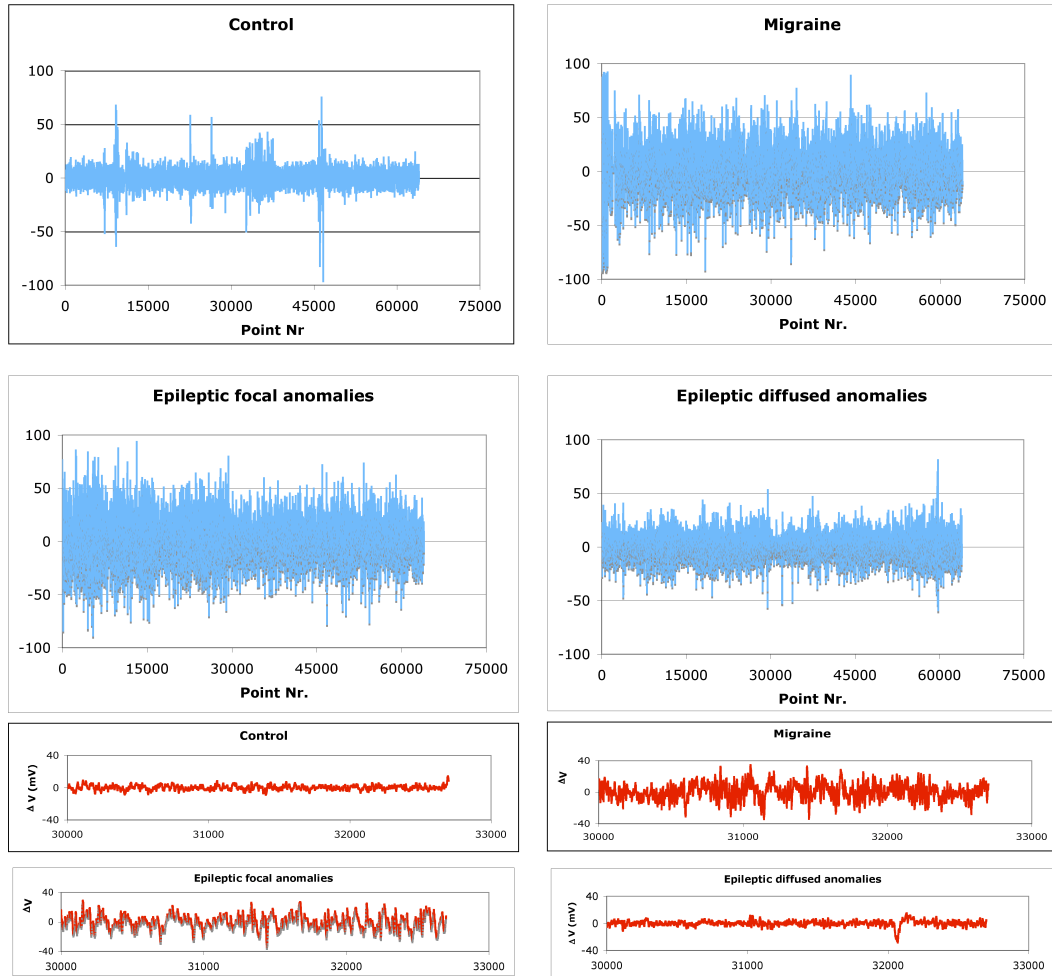 Control
100
50
0
-50
-100
0 15000 30000 45000 60000 75000
Point Nr
Migraine
100
50
0
-50
-100
0 15000 30000 45000 60000 75000
Point Nr.
Epileptic focal anomalies
100
50
0
-50
-100
0 15000 30000 45000 60000 75000
Point Nr.
Epileptic diffused anomalies
100
50
0
-50
-100
0 15000 30000 45000 60000 75000
Point Nr.
Control
Δ V (mV)
40
0
-40
30000 31000 32000 33000
Migraine
ΔV
40
0
-40
30000 31000 32000 33000
Epileptic focal anomalies
ΔV
40
0
-40
30000 31000 32000 33000
Epileptic diffused anomalies
Δ V (mV)
40
0
-40
30000 31000 32000 33000